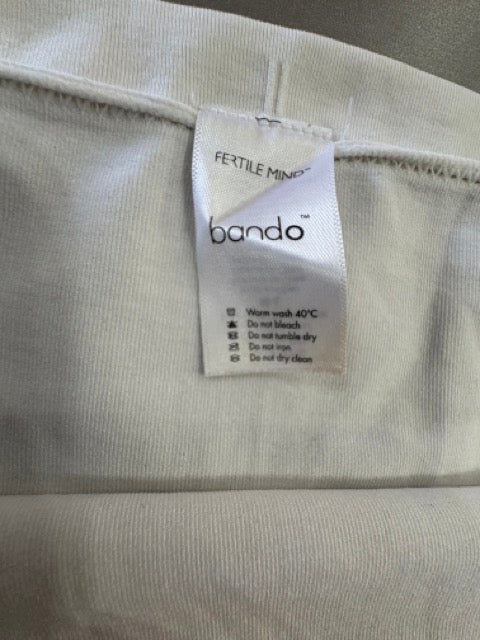 FERTILE MIND
bando™
Warm wash 40°C
Do not bleach
Do not tumble dry
Do not iron
Do not dry clean